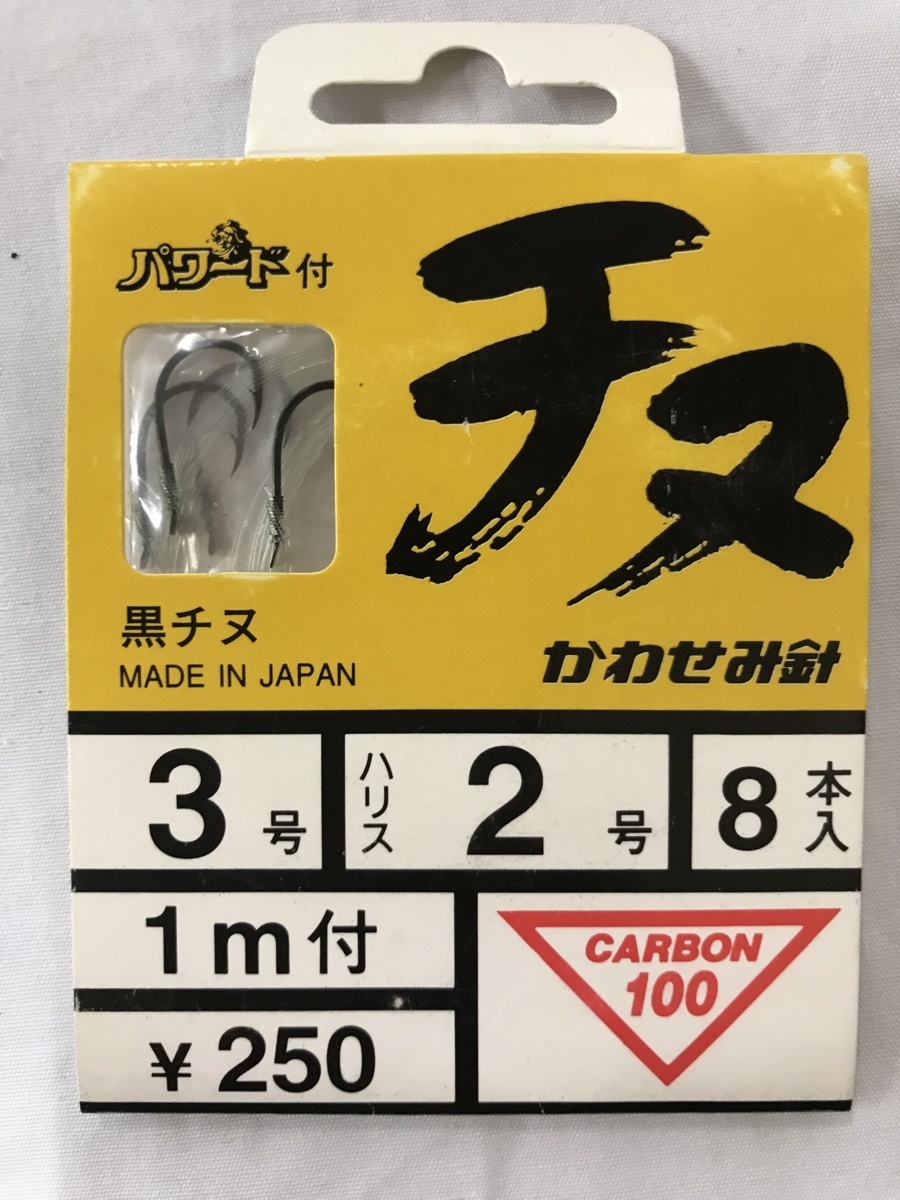 パワード付
チヌ
黒チヌ
MADE IN JAPAN
かわせみ針
3号
ハリス 2号
8本入
1m付
CARBON
100
¥250